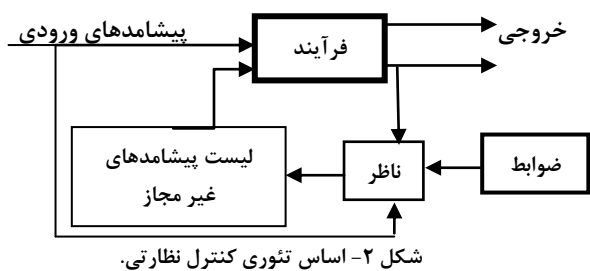 پیشامدهای ورودی
فرآیند
خروجی
لیست پیشامدهای
غیر مجاز
ناظر
ضوابط
شکل ۲- اساس تئوری کنترل نظارتی.